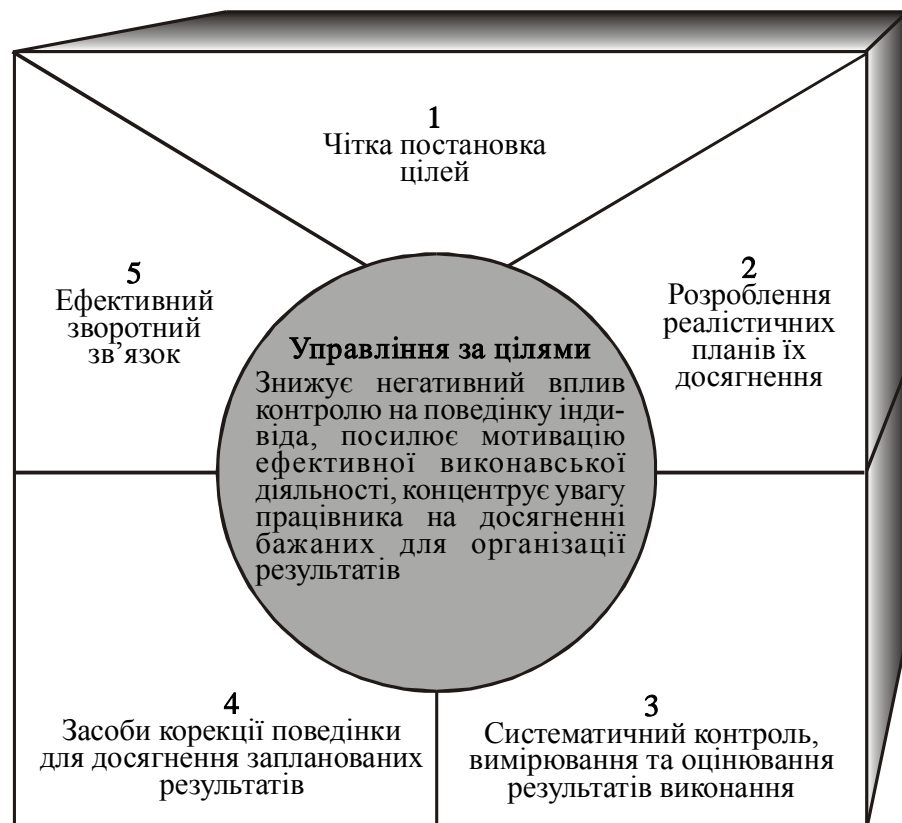 1
Чітка постановка
цілей
2
Розроблення
реалістичних
планів їх
досягнення
3
Систематичний контроль,
вимірювання та оцінювання
результатів виконання
4
Засоби корекції поведінки
для досягнення запланованих
результатів
5
Ефективний
зворотний
зв’язок
Управління за цілями
Знижує негативний вплив
контролю на поведінку інди-
віда, посилює мотивацію
ефективної виконавської
діяльності, концентрує увагу
працівника на досягненні
бажаних для організації
результатів